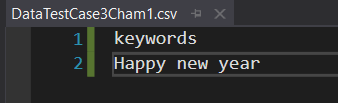 DataTestCase3Cham1.csv
1 keywords
2 Happy new year